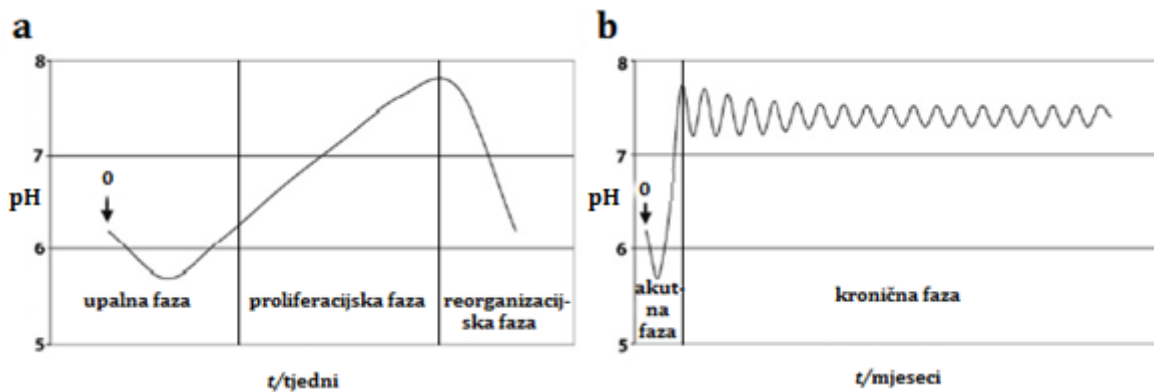 a
8
7
pH
6
5
0
upalna faza
proliferacijska faza
reorganizacij-
ska faza
t/tjedni
b
8
7
pH
6
5
0
akut-
na
faza
kronična faza
t/mjeseci